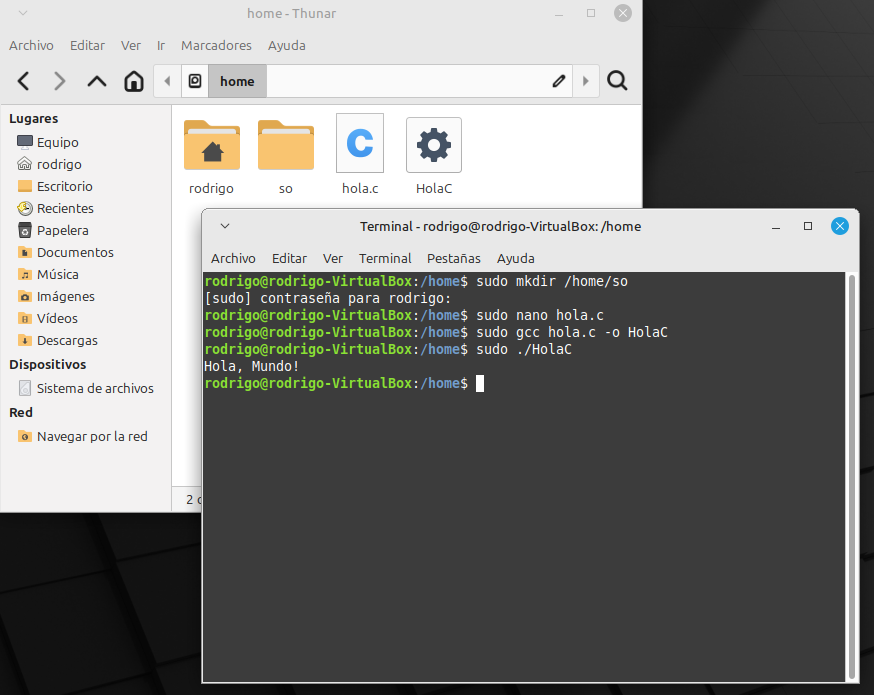 home - Thunar
Archivo Editar Ver Ir Marcadores Ayuda
home
Lugares
Equipo
rodrigo
Escritorio
Recientes
Papelera
Documentos
Música
Imágenes
Vídeos
Descargas
Dispositivos
Sistema de archivos
Red
Navegar por la red
rodrigo so hola.c HolaC
2
Terminal - rodrigo@rodrigo-VirtualBox: /home
Archivo Editar Ver Terminal Pestañas Ayuda
rodrigo@rodrigo-VirtualBox:/home$ sudo mkdir /home/so
[sudo] contraseña para rodrigo:
rodrigo@rodrigo-VirtualBox:/home$ sudo nano hola.c
rodrigo@rodrigo-VirtualBox:/home$ sudo gcc hola.c -o HolaC
rodrigo@rodrigo-VirtualBox:/home$ sudo ./HolaC
Hola, Mundo!
rodrigo@rodrigo-VirtualBox:/home$